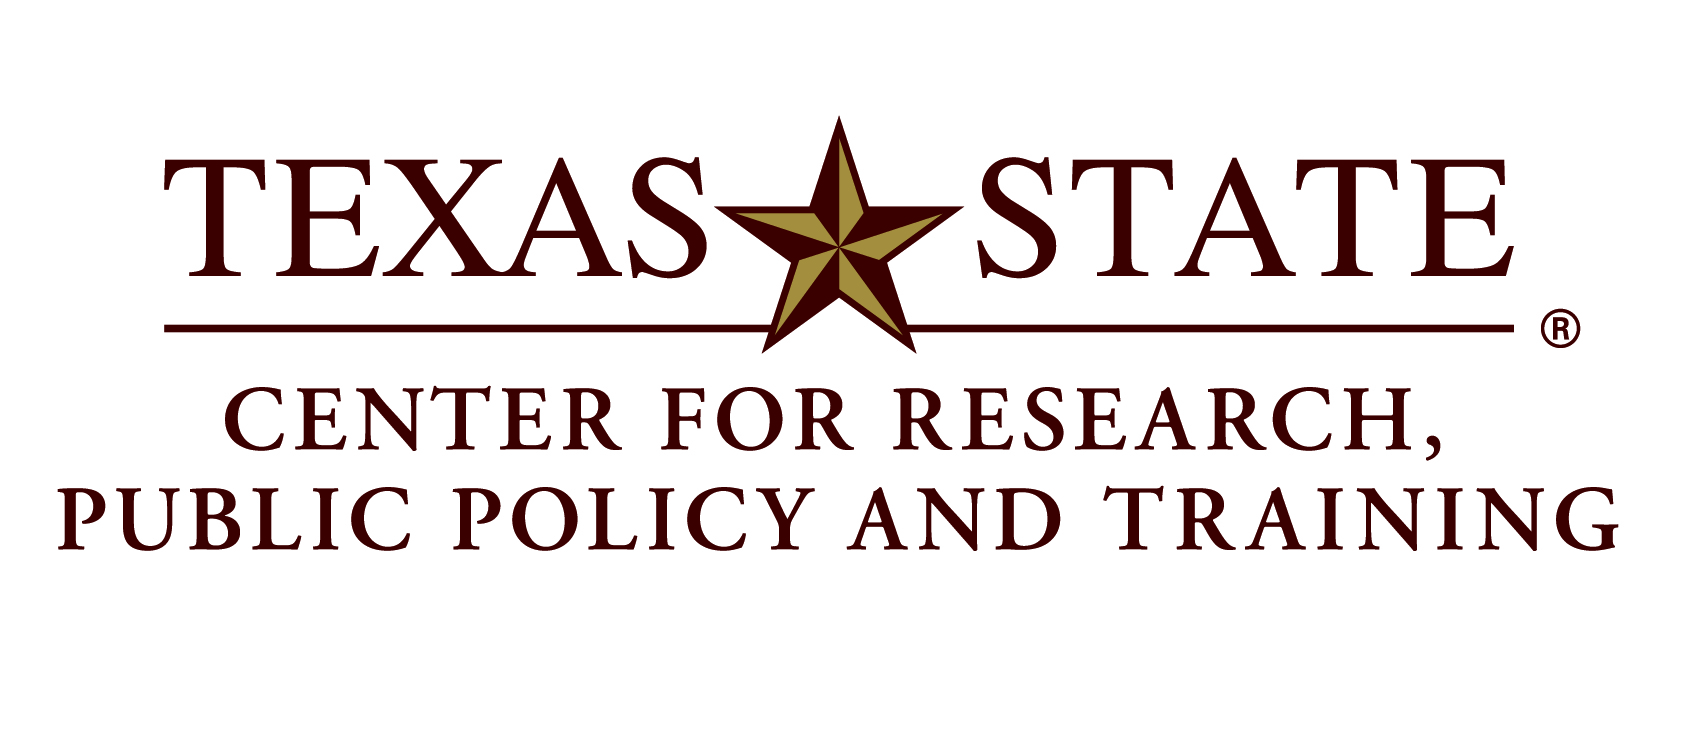 TEXAS STATE
®
CENTER FOR RESEARCH,
PUBLIC POLICY AND TRAINING